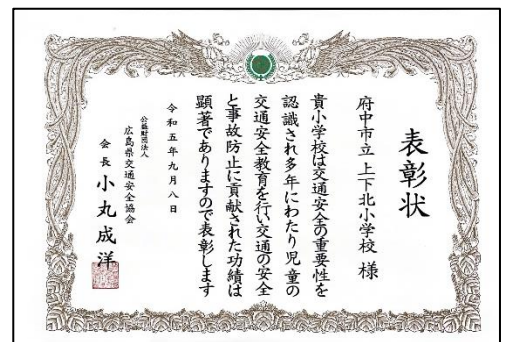 表彰状
府中市立上下北小学校 様
貴小学校は交通安全の重要性を
認識され多年にわたり児童の
交通安全教育を行い交通の安全
と事故防止に貢献された功績は
顕著でありますので表彰します
令和五年九月八日
公益財団法人
広島県交通安全協会
会長 小丸成洋